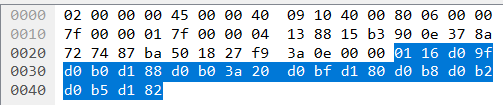 0000 02 00 00 00 45 00 00 40 09 10 40 00 80 06 00 00
0010 7f 00 00 01 7f 00 00 04 13 88 15 b3 90 0e 37 8a
0020 72 74 87 ba 50 18 27 f9 3a 0e 00 00 01 16 d0 9f
0030 d0 b0 d1 88 d0 b0 3a 20 d0 bf d1 80 d0 b8 d0 b2
0040 d0 b5 d1 82